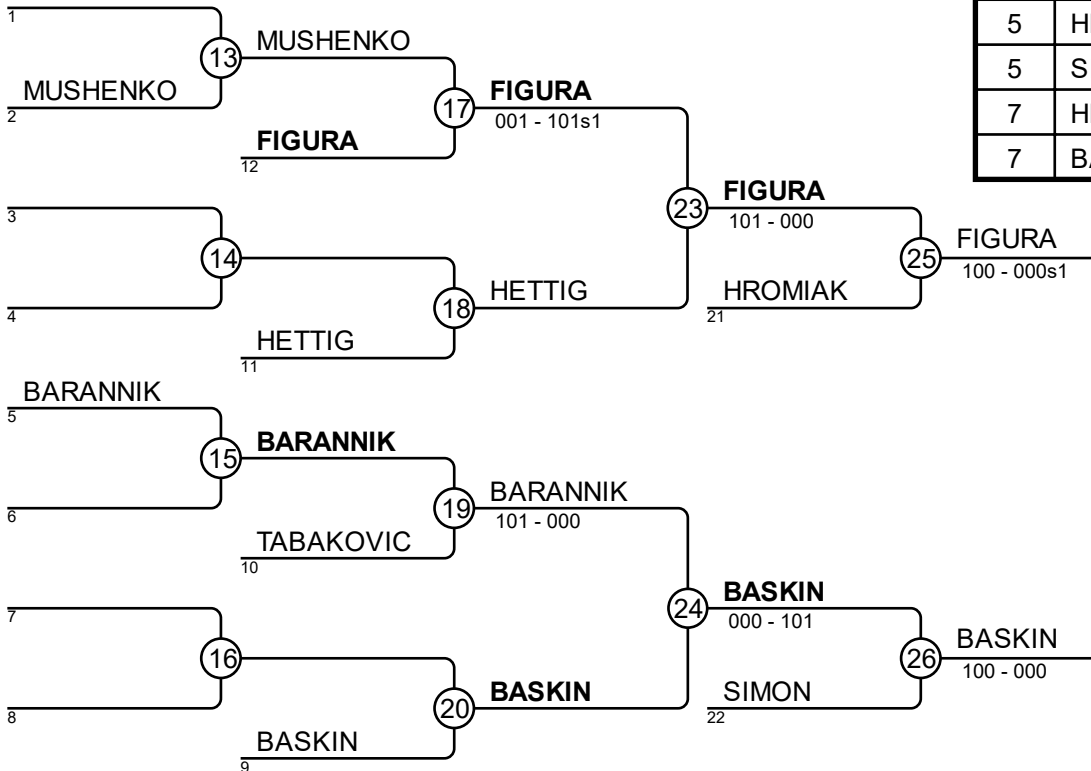 1
13
MUSHENKO
MUSHENKO
2
17
FIGURA
001 - 101s1
FIGURA
12
3
14
4
18
HETTIG
HETTIG
11
23
FIGURA
101 - 000
25
FIGURA
100 - 000s1
HROMIAK
21
BARANNIK
5
15
BARANNIK
6
19
BARANNIK
101 - 000
TABAKOVIC
10
7
16
8
20
BASKIN
BASKIN
9
24
BASKIN
000 - 101
26
BASKIN
100 - 000
SIMON
22
5
5
7
7